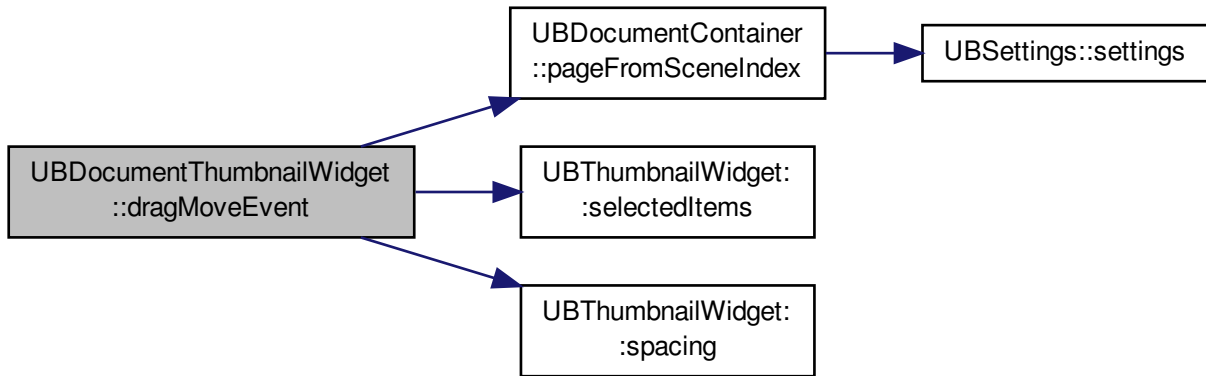 UBDocumentThumbnailWidget
::dragMoveEvent
UBDocumentContainer
::pageFromSceneIndex
UBSettings::settings
UBThumbnailWidget:
:selectedItems
UBThumbnailWidget:
:spacing